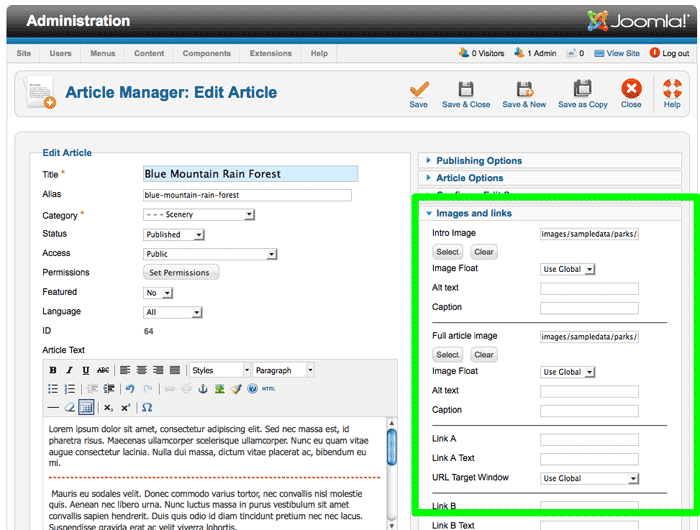 Administration
Joomla!
Site Users Menus Content Components Extensions Help
0 Visitors 1 Admin 0 View Site Log out
Article Manager: Edit Article
Save Save & Close Save & New Save as Copy Close Help
Edit Article
Title *
Blue Mountain Rain Forest
Alias
blue-mountain-rain-forest
Category *
- - - Scenery
Status
Published
Access
Public
Permissions
Set Permissions
Featured
No
Language
All
ID
64
Article Text
B I U ABC Styles Paragraph
HTML
Lorem ipsum dolor sit amet, consectetur adipiscing elit. Sed nec massa est, id
pharetra risus. Maecenas ullamcorper scelerisque ullamcorper. Nunc eu quam vitae
augue consectetur lacinia. Nulla dui massa, dictum vitae placerat ac, bibendum eu
mi.
Mauris eu sodales velit. Donec commodo varius tortor, nec convallis nisl molestie
quis. Aenean nec libero urna. Nunc luctus massa in purus vestibulum sit amet
convallis sapien hendrerit. Duis quis odio id diam tincidunt pretium nec nec lacus.
Suspendisse gravida erat ac velit viverra lobortis.
Publishing Options
Article Options
Images and links
Intro Image
images/sampledata/parks/
Select Clear
Image Float
Use Global
Alt text
Caption
Full article image
images/sampledata/parks/
Select Clear
Image Float
Use Global
Alt text
Caption
Link A
Link A Text
URL Target Window
Use Global
Link B
Link B Text